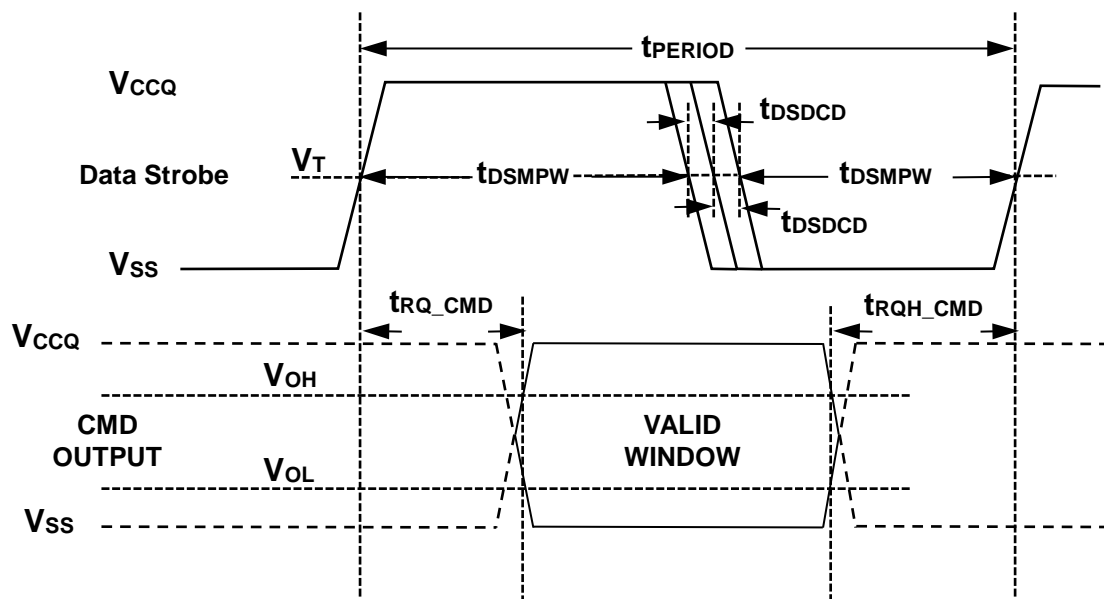 tPERIOD
VCCQ
tDSDCD
VT
Data Strobe
tDSMPW
tDSMPW
tDSDCD
VSS
tRQ_CMD
tRQH_CMD
VCCQ
VOH
CMD
OUTPUT
VALID
WINDOW
VOL
VSS